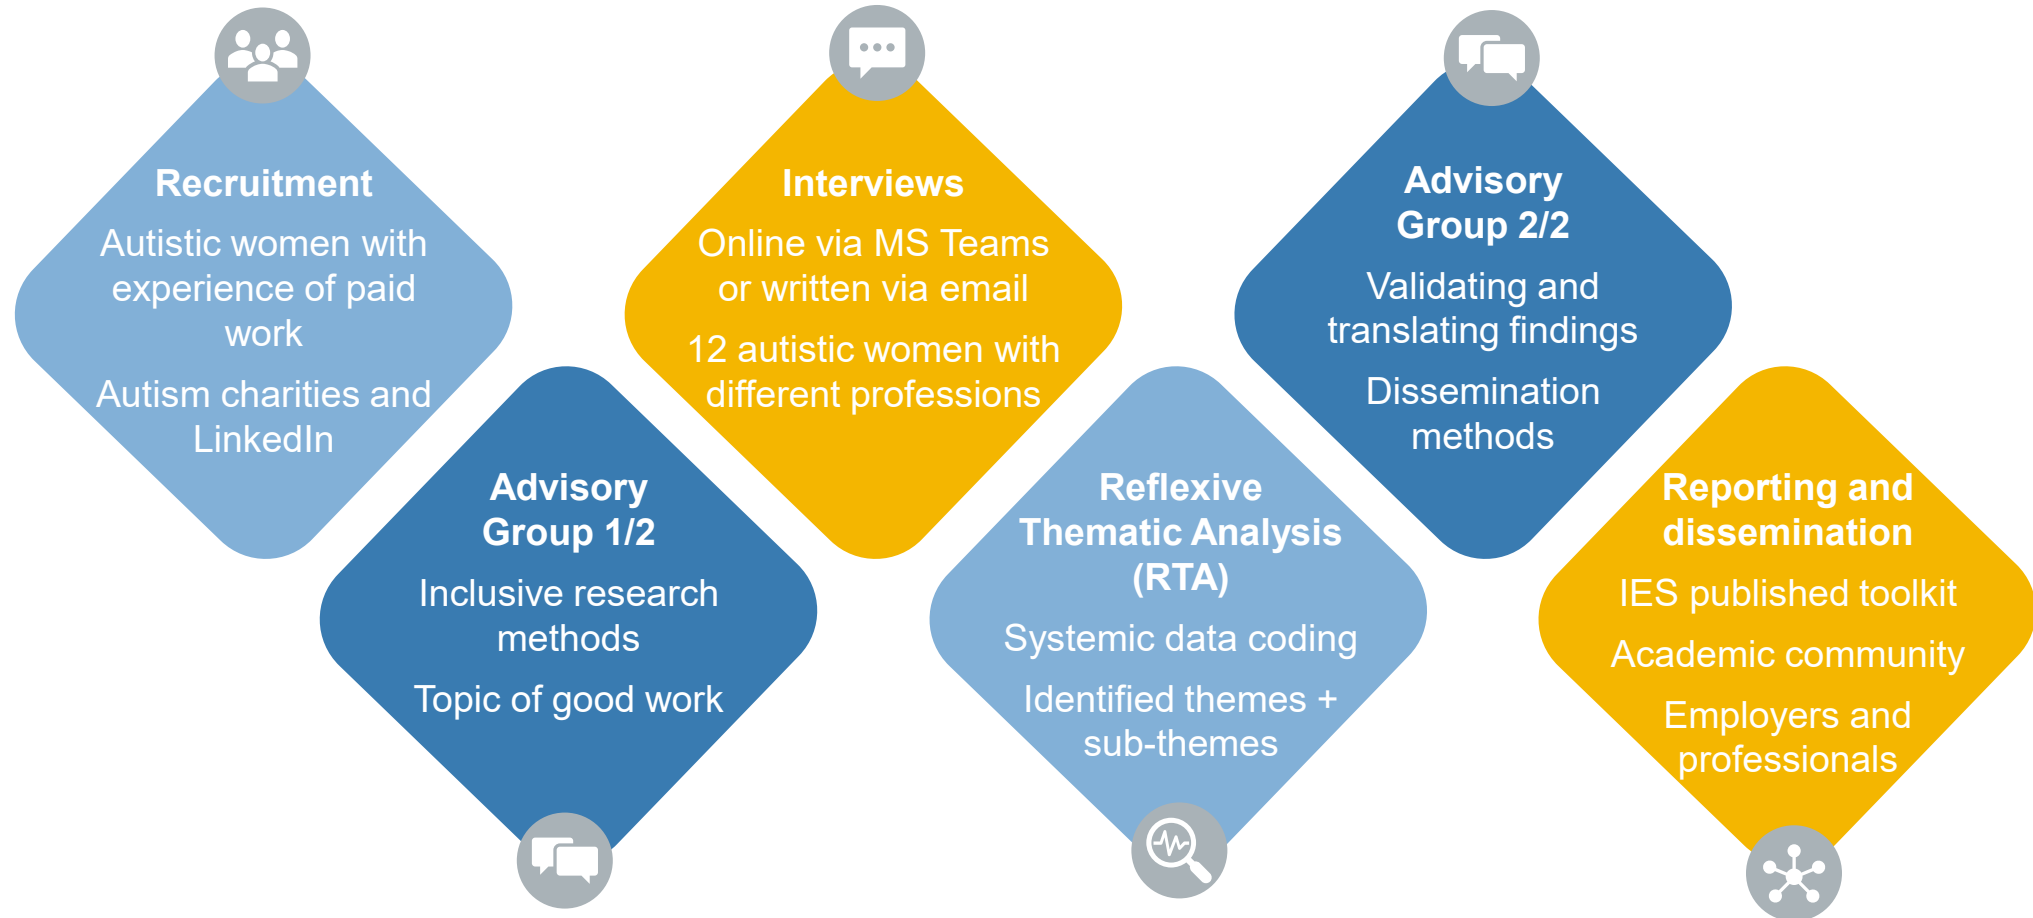 Recruitment
Autistic women with
experience of paid
work
Autism charities and
LinkedIn
Advisory
Group 1/2
Inclusive research
methods
Topic of good work
Interviews
Online via MS Teams
or written via email
12 autistic women with
different professions
Reflexive
Thematic Analysis
(RTA)
Systemic data coding
Identified themes +
sub-themes
Advisory
Group 2/2
Validating and
translating findings
Dissemination
methods
Reporting and
dissemination
IES published toolkit
Academic community
Employers and
professionals